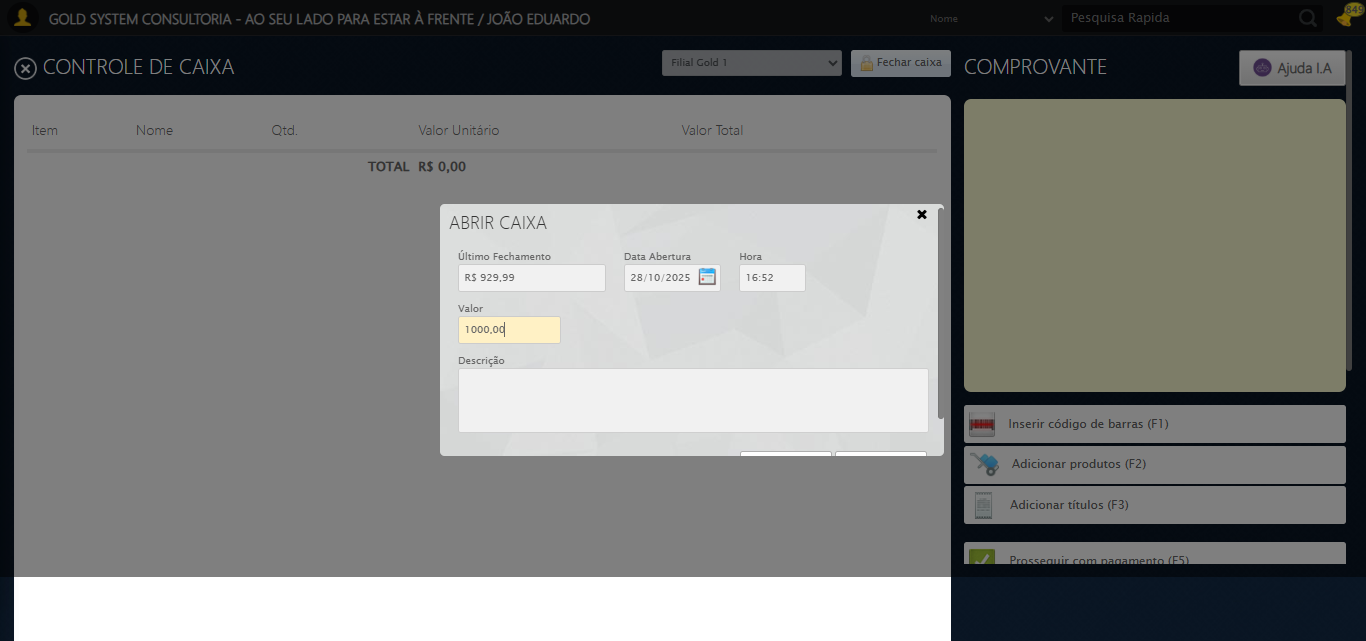 GOLD SYSTEM CONSULTORIA - AO SEU LADO PARA ESTAR À FRENTE / JOÃO EDUARDO
Nome
Pesquisa Rapida
849
CONTROLE DE CAIXA
Filial Gold 1
Fechar caixa
COMPROVANTE
Ajuda I.A
Item Nome Qtd. Valor Unitário Valor Total
TOTAL R$ 0,00
ABRIR CAIXA
Último Fechamento Data Abertura Hora
R$ 929,99 28/10/2025 16:52
Valor
1000,00
Descrição
Inserir código de barras (F1)
Adicionar produtos (F2)
Adicionar títulos (F3)
Prosseguir com pagamento (F5)